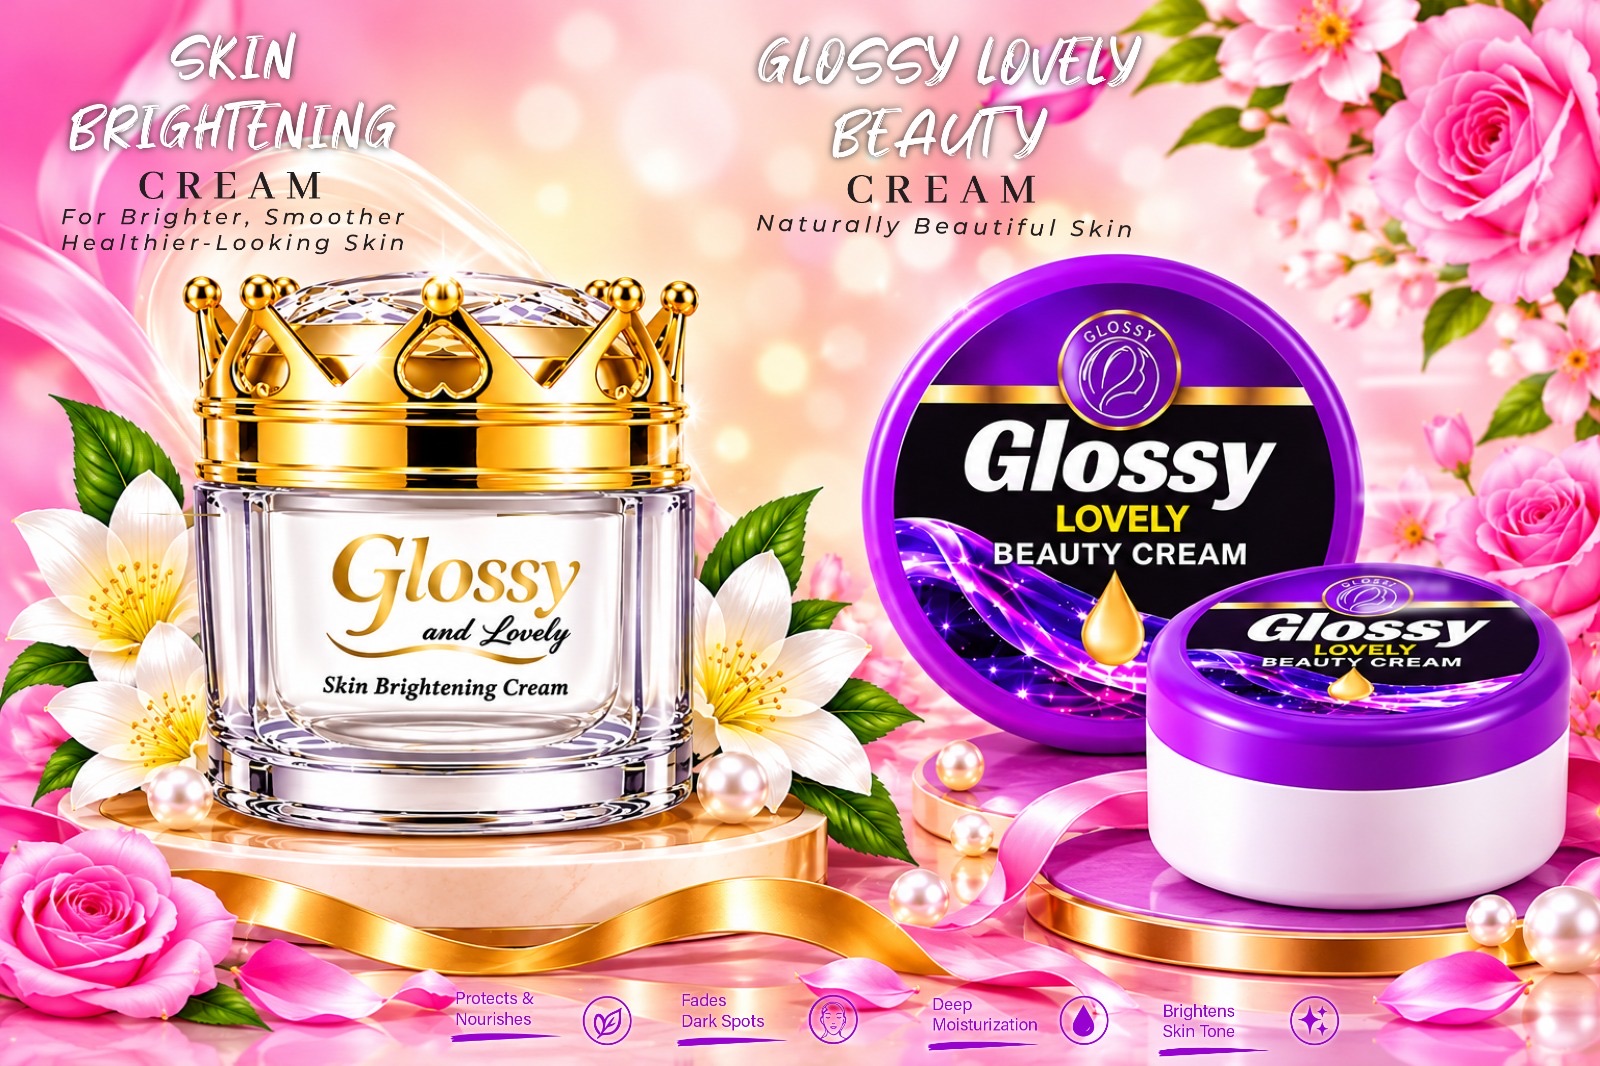 SKIN
BRIGHTENING
CREAM
For Brighter, Smoother
Healthier-Looking Skin
GLOSSY LOVELY
BEAUTY
CREAM
Naturally Beautiful Skin
Glossy
and Lovely
Skin Brightening Cream
GLOSSY
Glossy
LOVELY
BEAUTY CREAM
GLOSSY
Glossy
LOVELY
BEAUTY CREAM
Protects &
Nourishes
Fades
Dark Spots
Deep
Moisturization
Brightens
Skin Tone